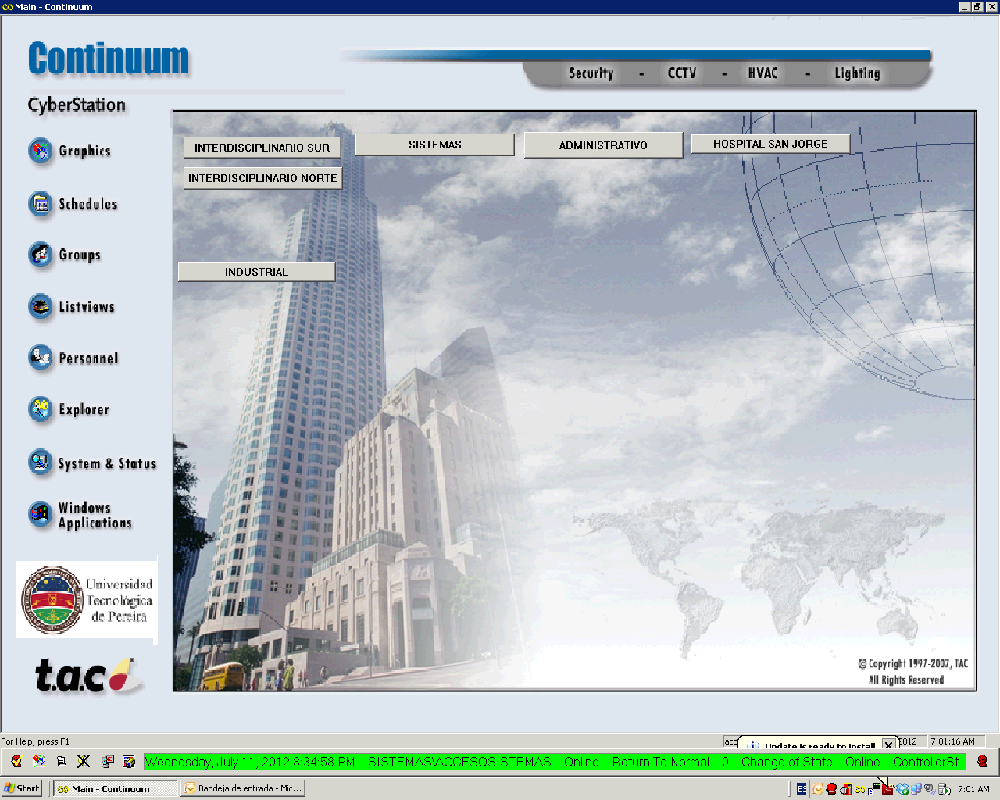 Main - Continuum
Continuum
CyberStation
Security - CCTV - HVAC - Lighting
Graphics
Schedules
Groups
Listviews
Personnel
Explorer
System & Status
Windows
Applications
INTERDISCIPLINARIO SUR
SISTEMAS
ADMINISTRATIVO
HOSPITAL SAN JORGE
INTERDISCIPLINARIO NORTE
INDUSTRIAL
Universidad
Tecnológica
de Pereira
t.a.c
© Copyright 1997-2007, TAC
All Rights Reserved
For Help, press F1
acc
Update is ready to install
2012
7:01:16 AM
Wednesday, July 11, 2012 8:34:58 PM SISTEMAS\ACCESOSISTEMAS Online Return To Normal 0 Change of State Online ControllerSt
Start
Main - Continuum
Bandeja de entrada - Mic...
ES
7:01 AM